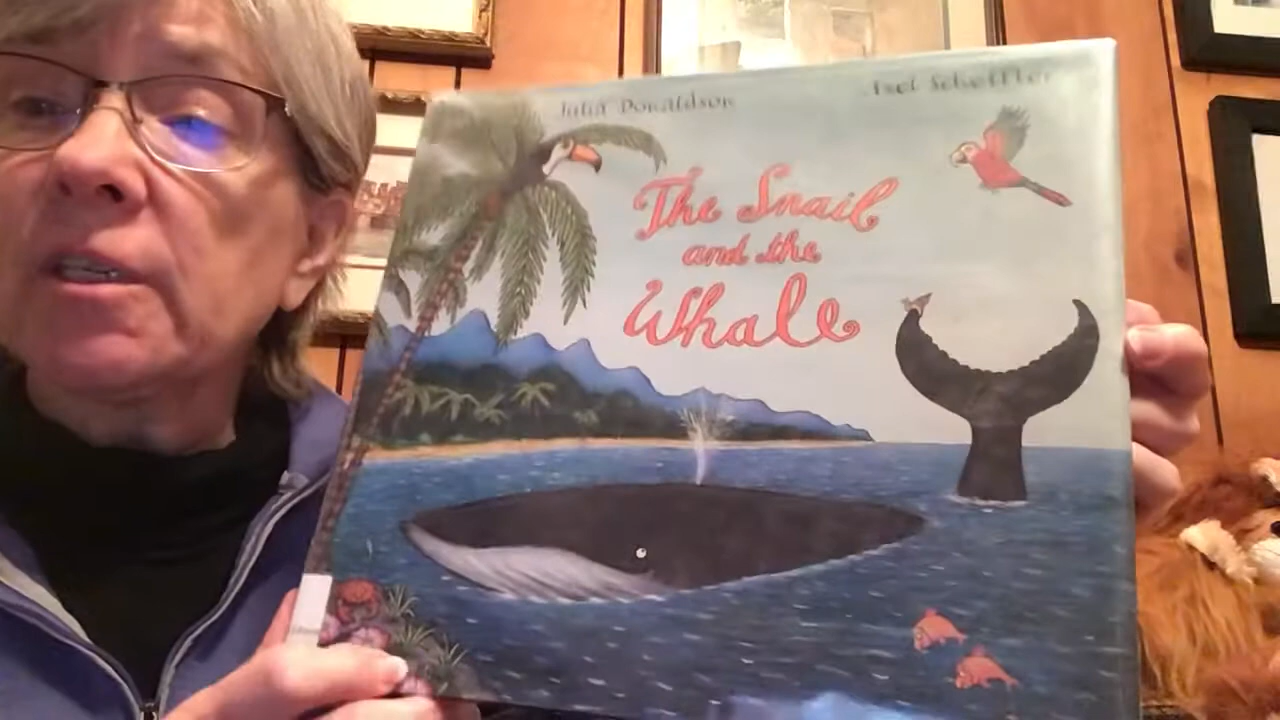 Julia Donaldson
Axel Scheffler
The Snail
and the
Whale